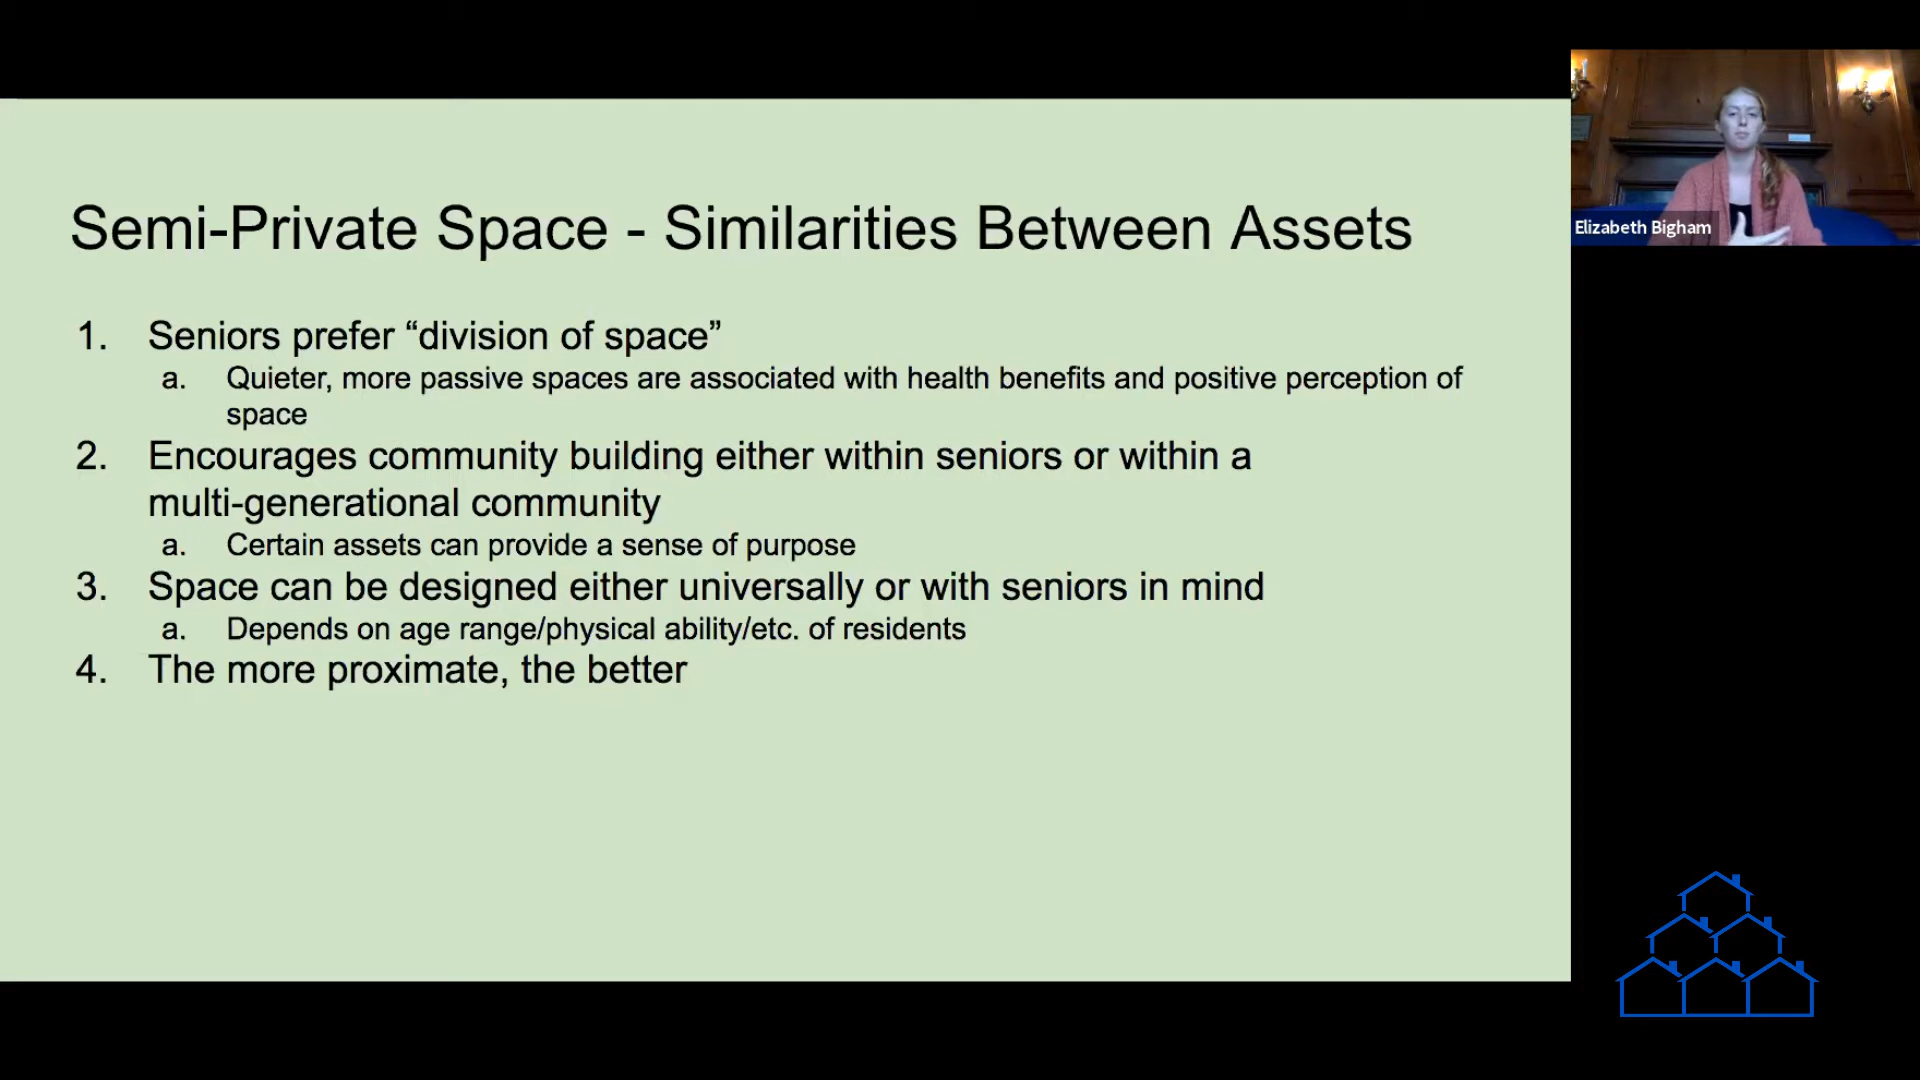 Semi-Private Space - Similarities Between Assets
1. Seniors prefer “division of space”
a. Quieter, more passive spaces are associated with health benefits and positive perception of
space
2. Encourages community building either within seniors or within a
multi-generational community
a. Certain assets can provide a sense of purpose
3. Space can be designed either universally or with seniors in mind
a. Depends on age range/physical ability/etc. of residents
4. The more proximate, the better
Elizabeth Bigham